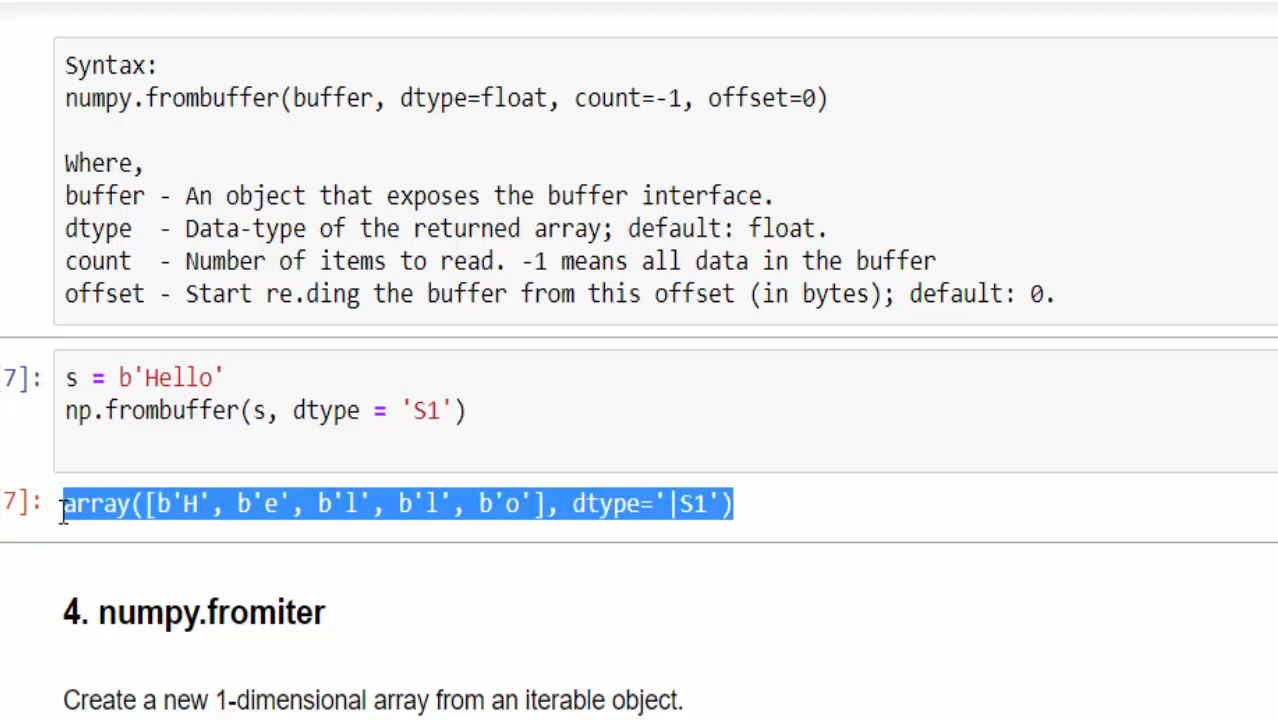 Syntax:
numpy.frombuffer(buffer, dtype=float, count=-1, offset=0)
Where,
buffer - An object that exposes the buffer interface.
dtype  - Data-type of the returned array; default: float.
count  - Number of items to read. -1 means all data in the buffer
offset - Start re.ding the buffer from this offset (in bytes); default: 0.
[7]: s = b'Hello'
np.frombuffer(s, dtype = 'S1')
[7]: array([b'H', b'e', b'l', b'l', b'o'], dtype='|S1')
4. numpy.fromiter
Create a new 1-dimensional array from an iterable object.